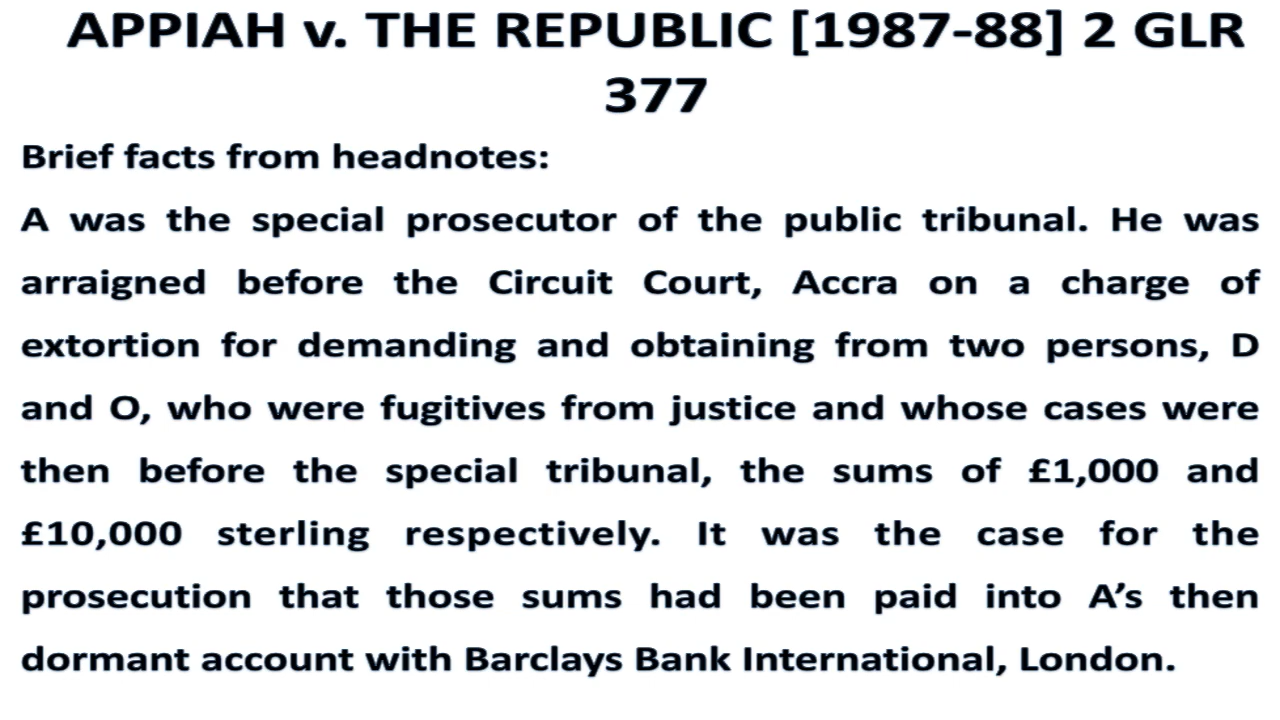 APPIAH v. THE REPUBLIC [1987-88] 2 GLR
377
Brief facts from headnotes:
A was the special prosecutor of the public tribunal. He was
arraigned before the Circuit Court, Accra on a charge of
extortion for demanding and obtaining from two persons, D
and O, who were fugitives from justice and whose cases were
then before the special tribunal, the sums of £1,000 and
£10,000 sterling respectively. It was the case for the
prosecution that those sums had been paid into A’s then
dormant account with Barclays Bank International, London.